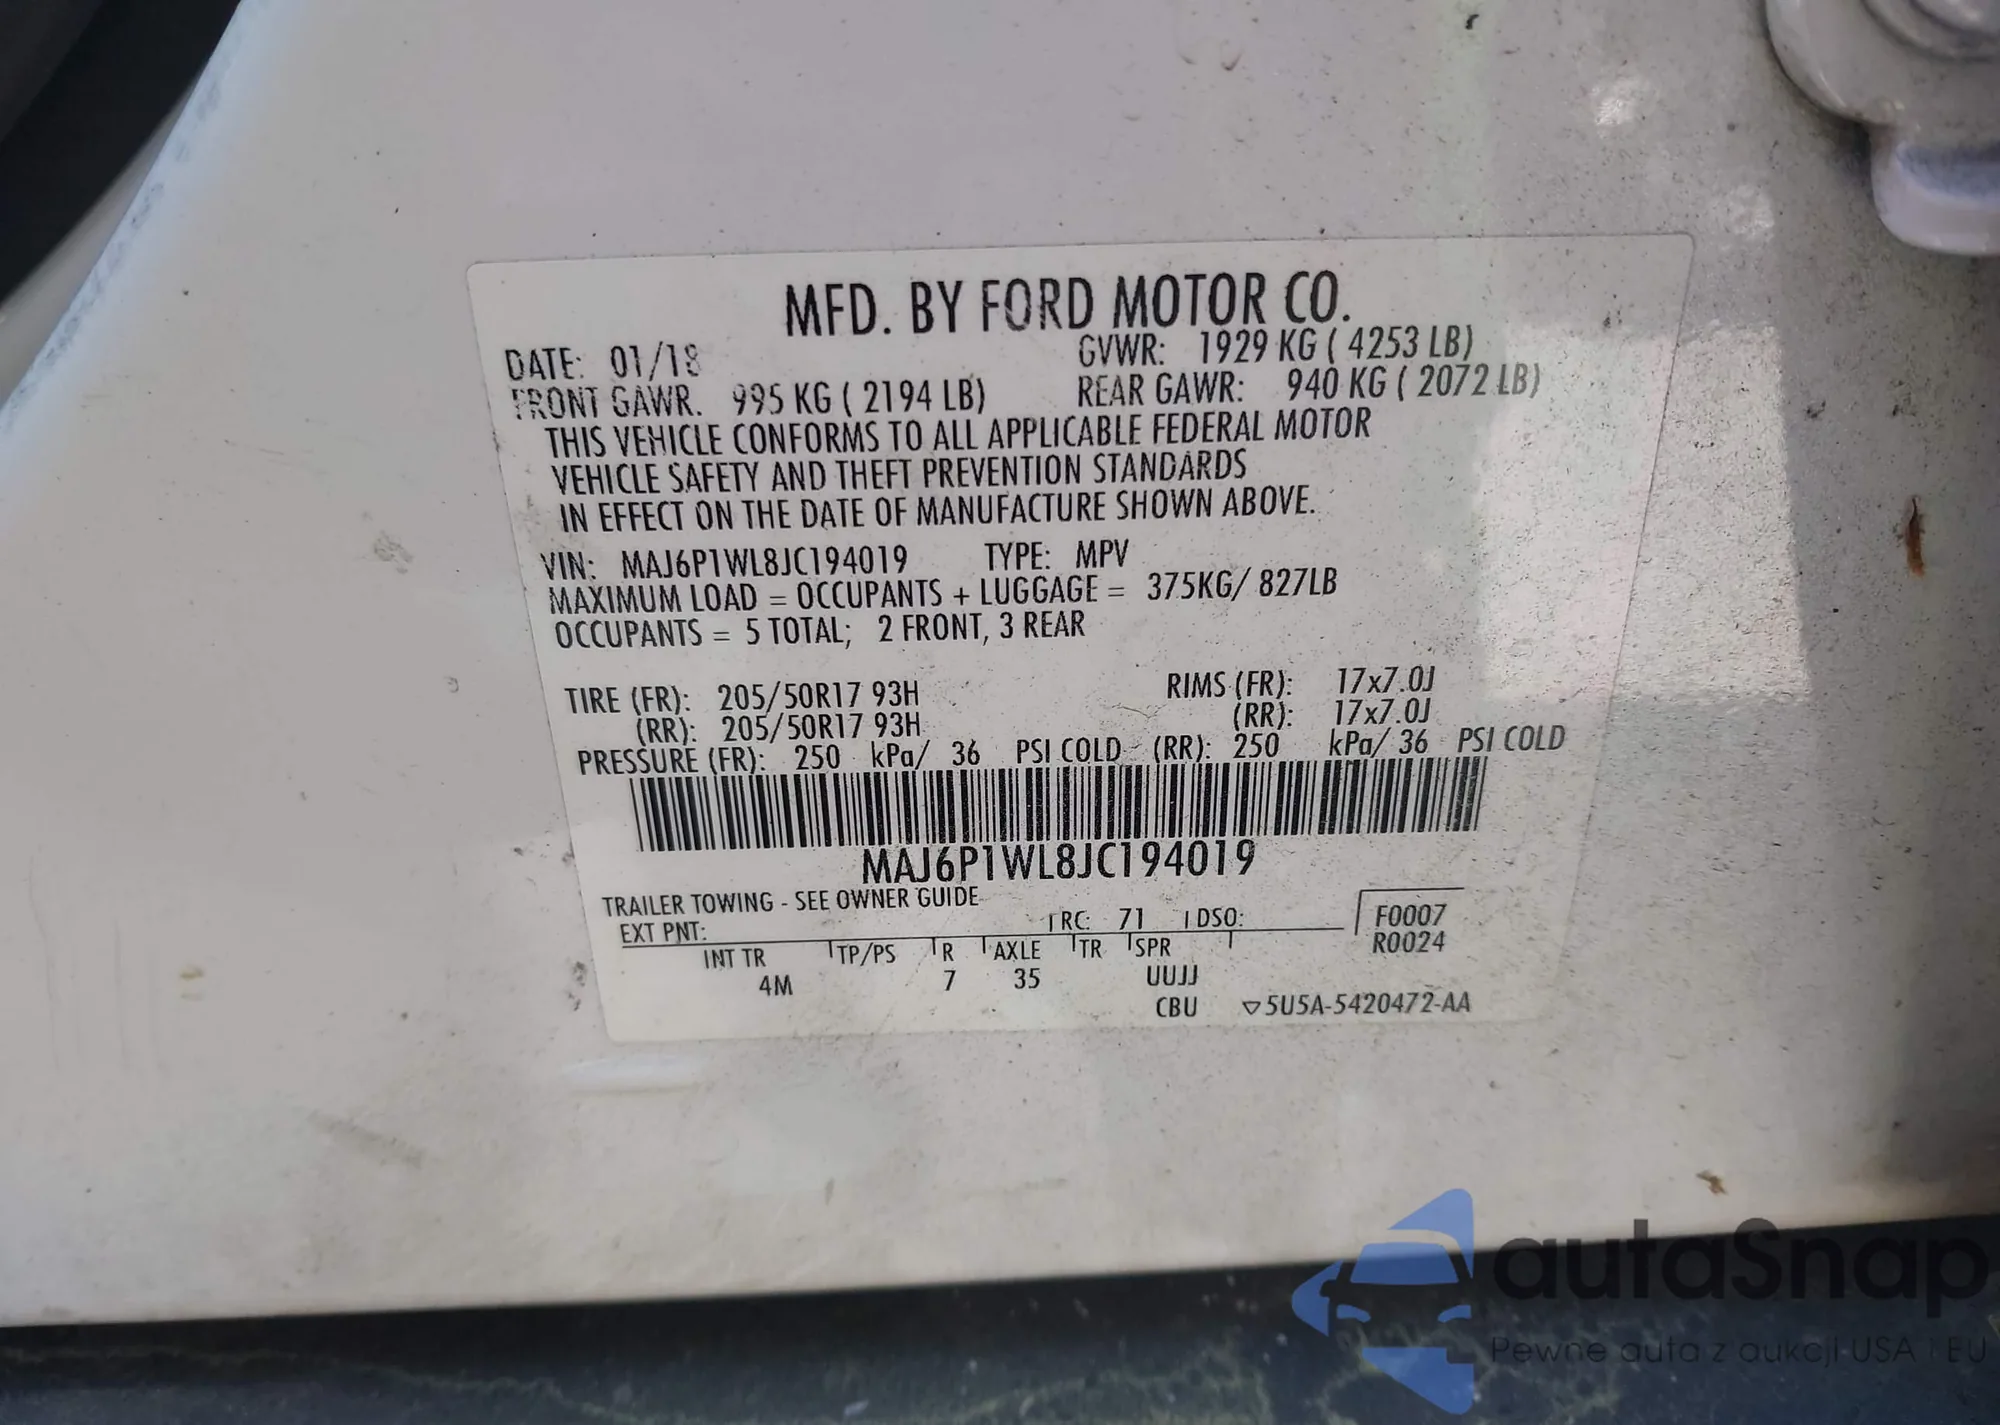 MFD. BY FORD MOTOR CO.
DATE: 01/18 GVWR: 1929 KG ( 4253 LB)
FRONT GAWR. 995 KG ( 2194 LB) REAR GAWR: 940 KG ( 2072 LB)
THIS VEHICLE CONFORMS TO ALL APPLICABLE FEDERAL MOTOR
VEHICLE SAFETY AND THEFT PREVENTION STANDARDS
IN EFFECT ON THE DATE OF MANUFACTURE SHOWN ABOVE.
VIN: MAJ6P1WL8JC194019 TYPE: MPV
MAXIMUM LOAD = OCCUPANTS + LUGGAGE = 375KG/ 827LB
OCCUPANTS = 5 TOTAL; 2 FRONT, 3 REAR
TIRE (FR): 205/50R17 93H RIMS (FR): 17x7.0J
(RR): 205/50R17 93H (RR): 17x7.0J
PRESSURE (FR): 250 kPa/ 36 PSI COLD (RR): 250 kPa/ 36 PSI COLD
MAJ6P1WL8JC194019
TRAILER TOWING - SEE OWNER GUIDE
EXT PNT: RC: 71 DSO: F0007
INT TR TP/PS R AXLE TR SPR R0024
4M 7 35 UUJJ
CBU ▽5U5A-5420472-AA
autaSnap
Pewne auta z aukcji USA i EU